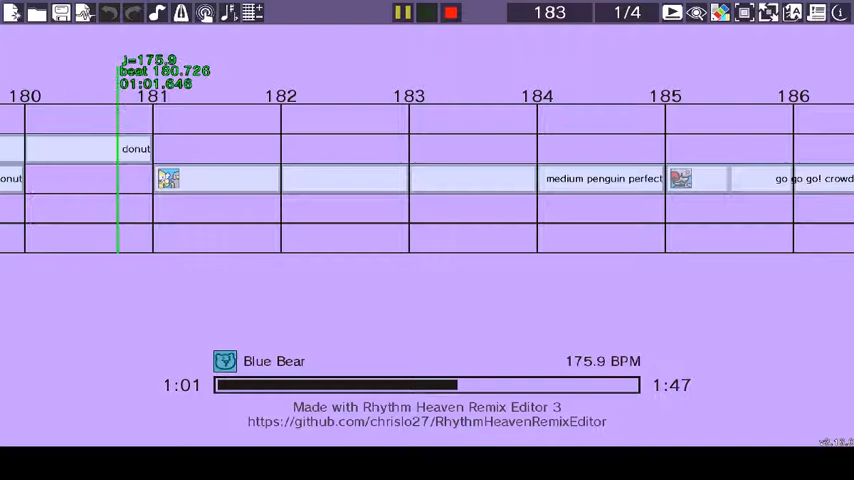 183
1/4
♩=175.9
beat 180.726
01:01.646
180
181
182
183
184
185
186
donut
onut
medium penguin perfect
go go go! crowd
Blue Bear
175.9 BPM
1:01
1:47
Made with Rhythm Heaven Remix Editor 3
https://github.com/chrislo27/RhythmHeavenRemixEditor